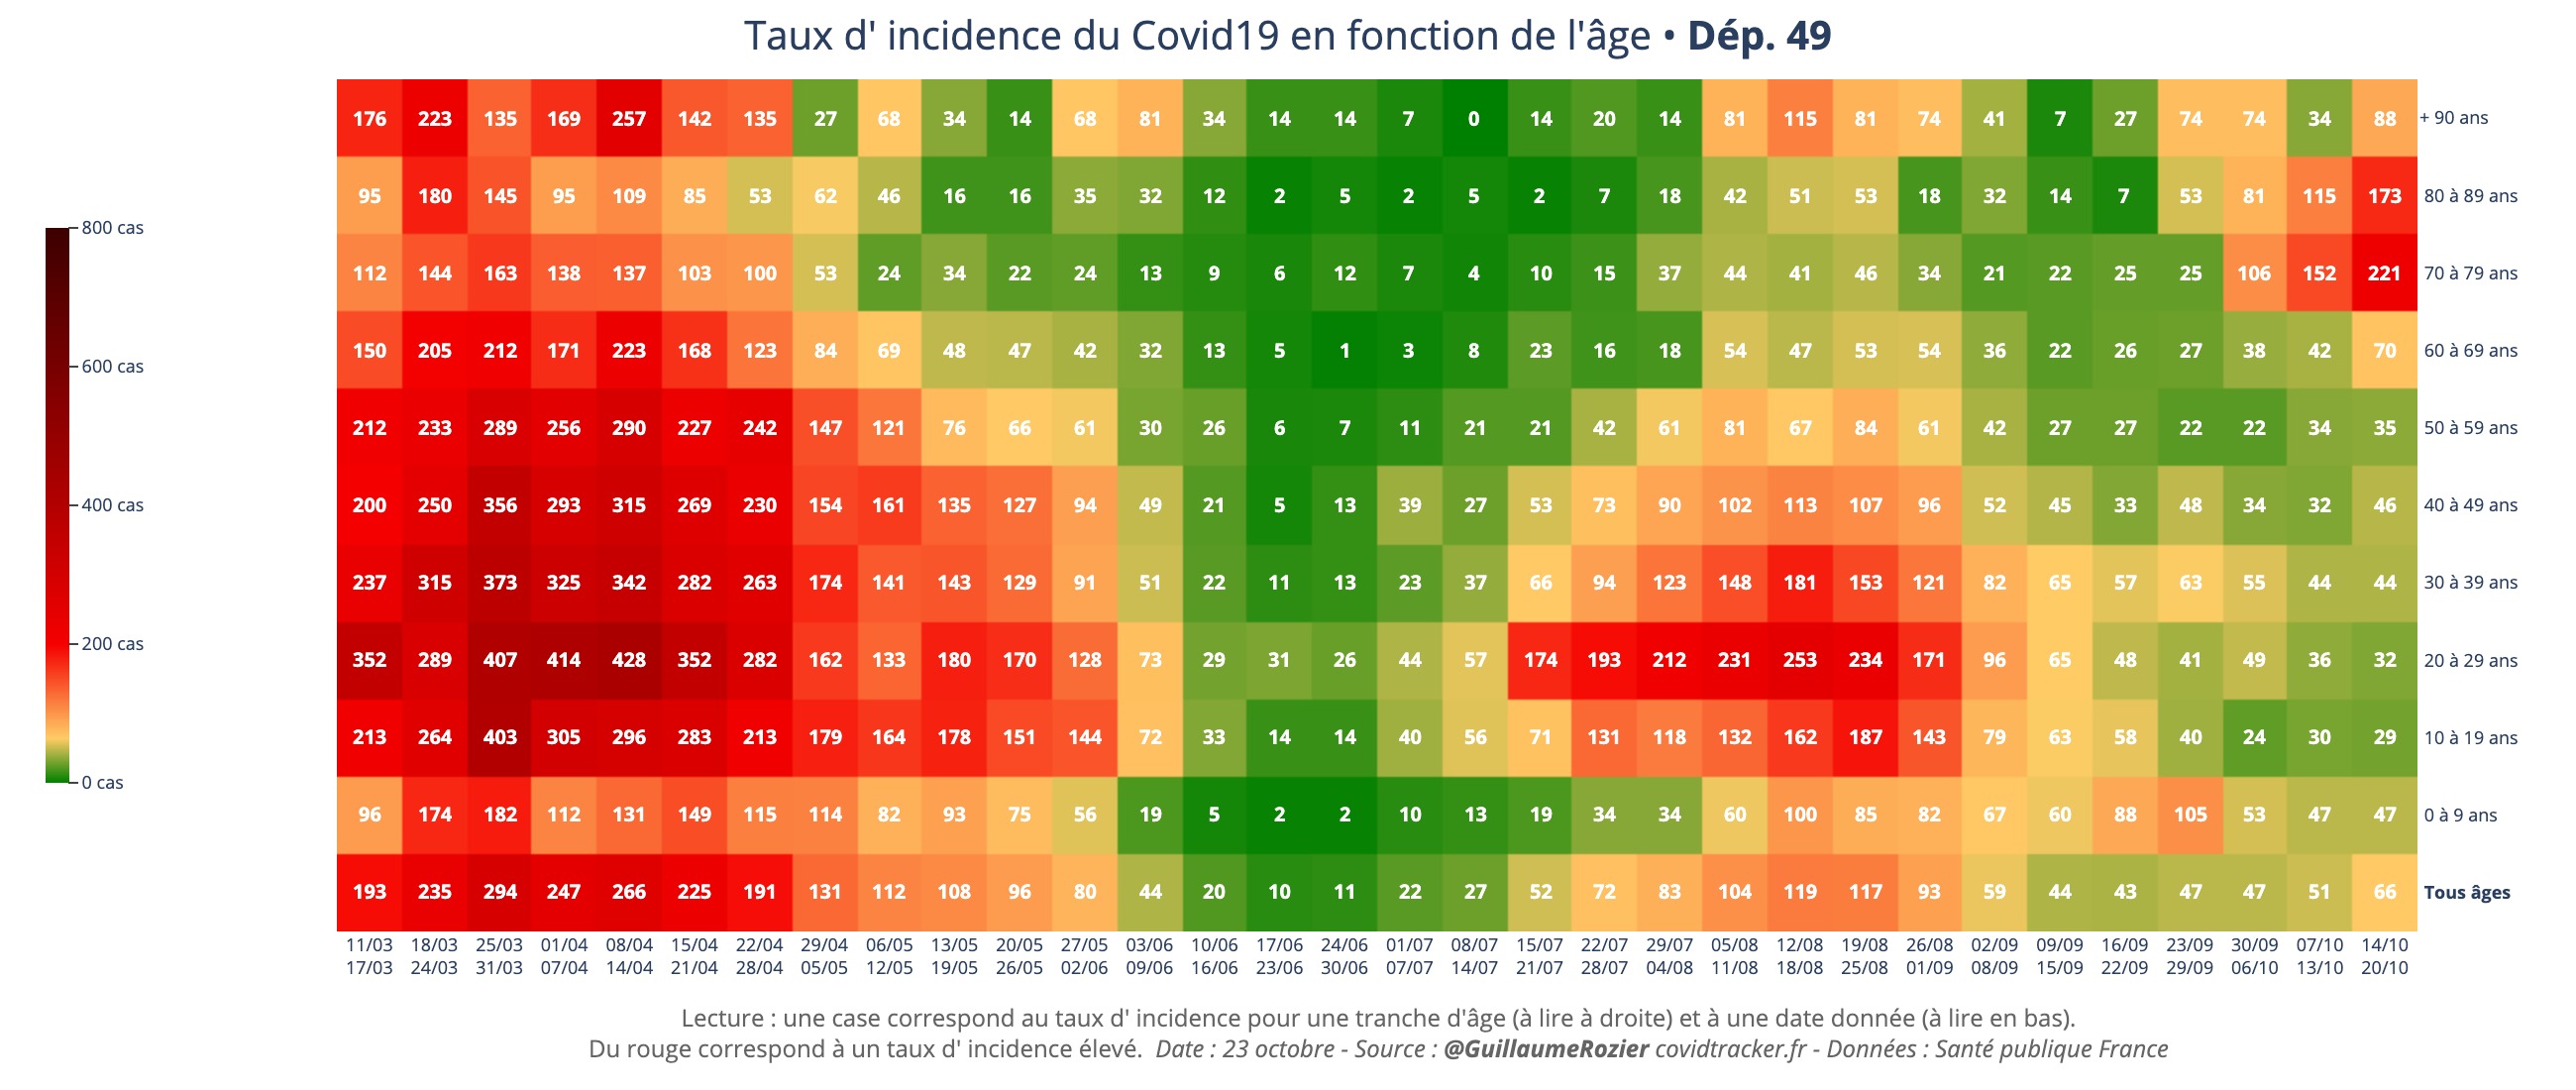 Taux d' incidence du Covid19 en fonction de l'âge • Dép. 49
176 223 135 169 257 142 135 27 68 34 14 68 81 34 14 14 7 0 14 20 14 81 115 81 74 41 7 27 74 74 34 88 + 90 ans
95 180 145 95 109 85 53 62 46 16 16 35 32 12 2 5 2 5 2 7 18 42 51 53 18 32 14 7 53 81 115 173 80 à 89 ans
800 cas
112 144 163 138 137 103 100 53 24 34 22 24 13 9 6 12 7 4 10 15 37 44 41 46 34 21 22 25 25 106 152 221 70 à 79 ans
150 205 212 171 223 168 123 84 69 48 47 42 32 13 5 1 3 8 23 16 18 54 47 53 54 36 22 26 27 38 42 70 60 à 69 ans
600 cas
212 233 289 256 290 227 242 147 121 76 66 61 30 26 6 7 11 21 21 42 61 81 67 84 61 42 27 27 22 22 34 35 50 à 59 ans
400 cas
200 250 356 293 315 269 230 154 161 135 127 94 49 21 5 13 39 27 53 73 90 102 113 107 96 52 45 33 48 34 32 46 40 à 49 ans
237 315 373 325 342 282 263 174 141 143 129 91 51 22 11 13 23 37 66 94 123 148 181 153 121 82 65 57 63 55 44 44 30 à 39 ans
200 cas
352 289 407 414 428 352 282 162 133 180 170 128 73 29 31 26 44 57 174 193 212 231 253 234 171 96 65 48 41 49 36 32 20 à 29 ans
213 264 403 305 296 283 213 179 164 178 151 144 72 33 14 14 40 56 71 131 118 132 162 187 143 79 63 58 40 24 30 29 10 à 19 ans
0 cas
96 174 182 112 131 149 115 114 82 93 75 56 19 5 2 2 10 13 19 34 34 60 100 85 82 67 60 88 105 53 47 47 0 à 9 ans
193 235 294 247 266 225 191 131 112 108 96 80 44 20 10 11 22 27 52 72 83 104 119 117 93 59 44 43 47 47 51 66 Tous âges
11/03 18/03 25/03 01/04 08/04 15/04 22/04 29/04 06/05 13/05 20/05 27/05 03/06 10/06 17/06 24/06 01/07 08/07 15/07 22/07 29/07 05/08 12/08 19/08 26/08 02/09 09/09 16/09 23/09 30/09 07/10 14/10
17/03 24/03 31/03 07/04 14/04 21/04 28/04 05/05 12/05 19/05 26/05 02/06 09/06 16/06 23/06 30/06 07/07 14/07 21/07 28/07 04/08 11/08 18/08 25/08 01/09 08/09 15/09 22/09 29/09 06/10 13/10 20/10
Lecture : une case correspond au taux d' incidence pour une tranche d'âge (à lire à droite) et à une date donnée (à lire en bas).
Du rouge correspond à un taux d' incidence élevé. Date : 23 octobre - Source : @GuillaumeRozier covidtracker.fr - Données : Santé publique France